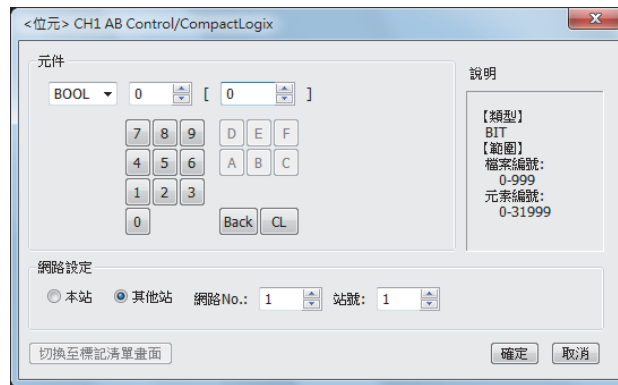 <位元> CH1 AB Control/CompactLogix
元件
BOOL 0 [ 0 ]
7 8 9 D E F
4 5 6 A B C
1 2 3
0 Back CL
說明
【類型】
BIT
【範圍】
檔案編號:
0-999
元素編號:
0-31999
網路設定
本站 其他站 網路No.: 1 站號: 1
切換至標記清單畫面 確定 取消